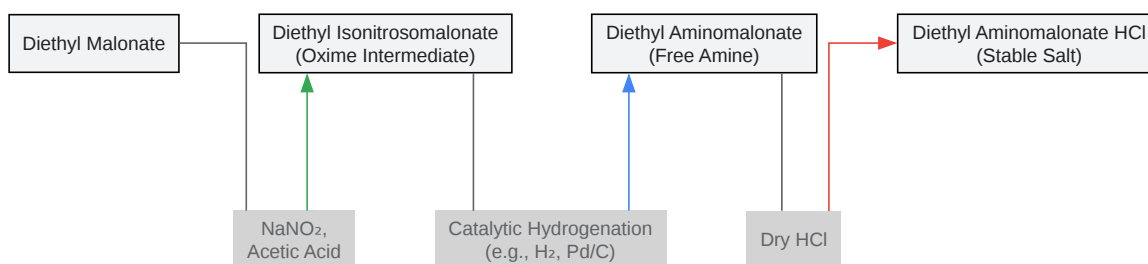 Diethyl Malonate
Diethyl Isonitrosomalonate
(Oxime Intermediate)
Diethyl Aminomalonate
(Free Amine)
Diethyl Aminomalonate HCl
(Stable Salt)
NaNO₂,
Acetic Acid
Catalytic Hydrogenation
(e.g., H₂, Pd/C)
Dry HCl